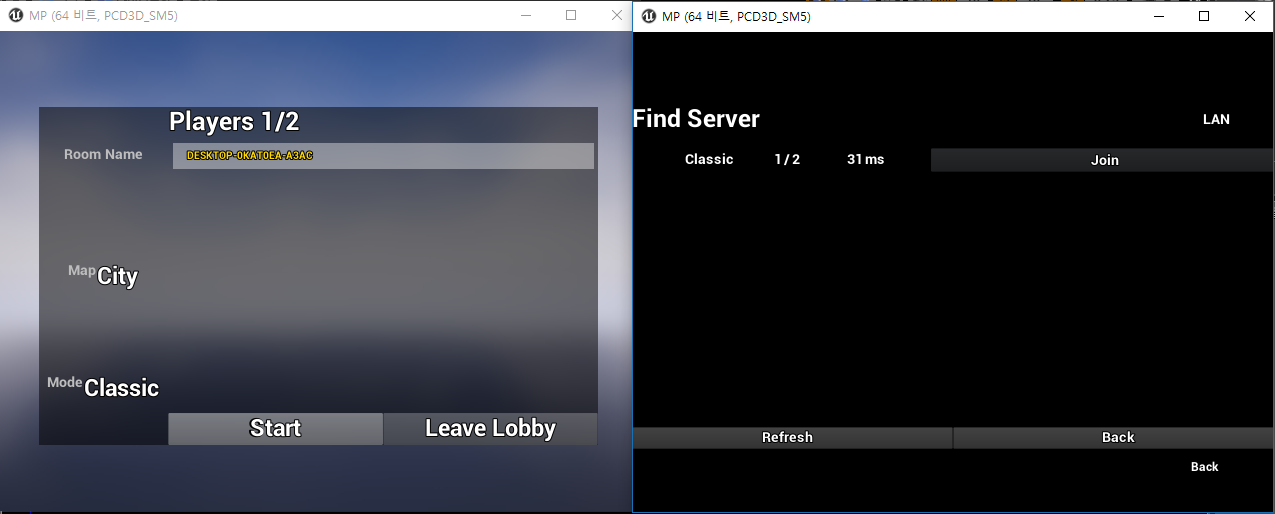 MP (64 비트, PCD3D_SM5)
Players 1/2
Room Name DESKTOP-0KAT0EA-A3AC
Map City
Mode Classic
Start Leave Lobby
MP (64 비트, PCD3D_SM5)
Find Server LAN
Classic 1 / 2 31 ms Join
Refresh Back
Back